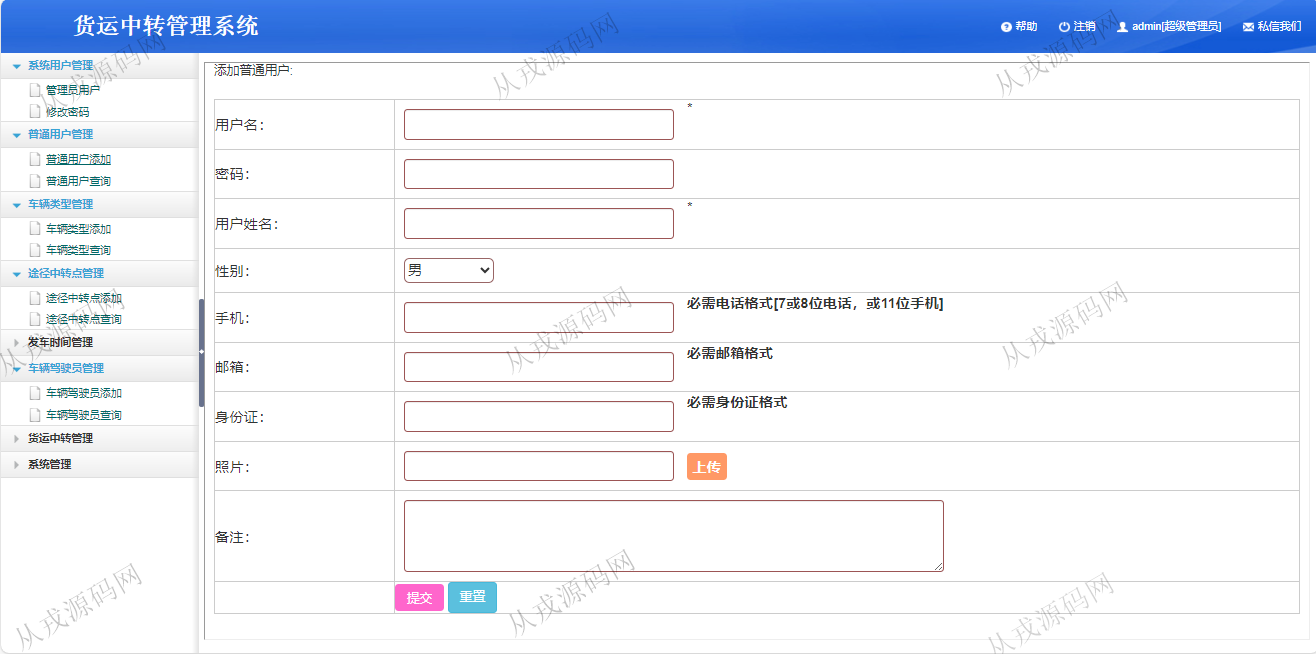 货运中转管理系统
帮助 注销 admin[超级管理员] 私信我们
系统用户管理
管理员用户
修改密码
普通用户管理
普通用户添加
普通用户查询
车辆类型管理
车辆类型添加
车辆类型查询
途径中转点管理
途径中转点添加
途径中转点查询
发车时间管理
车辆驾驶员管理
车辆驾驶员添加
车辆驾驶员查询
货运中转管理
系统管理
添加普通用户:
用户名: *
密码:
用户姓名: *
性别: 男
手机: 必需电话格式[7或8位电话，或11位手机]
邮箱: 必需邮箱格式
身份证: 必需身份证格式
照片: 上传
备注:
提交 重置
从戎源码网
从戎源码网
从戎源码网
从戎源码网
从戎源码网
从戎源码网
从戎源码网
从戎源码网
从戎源码网